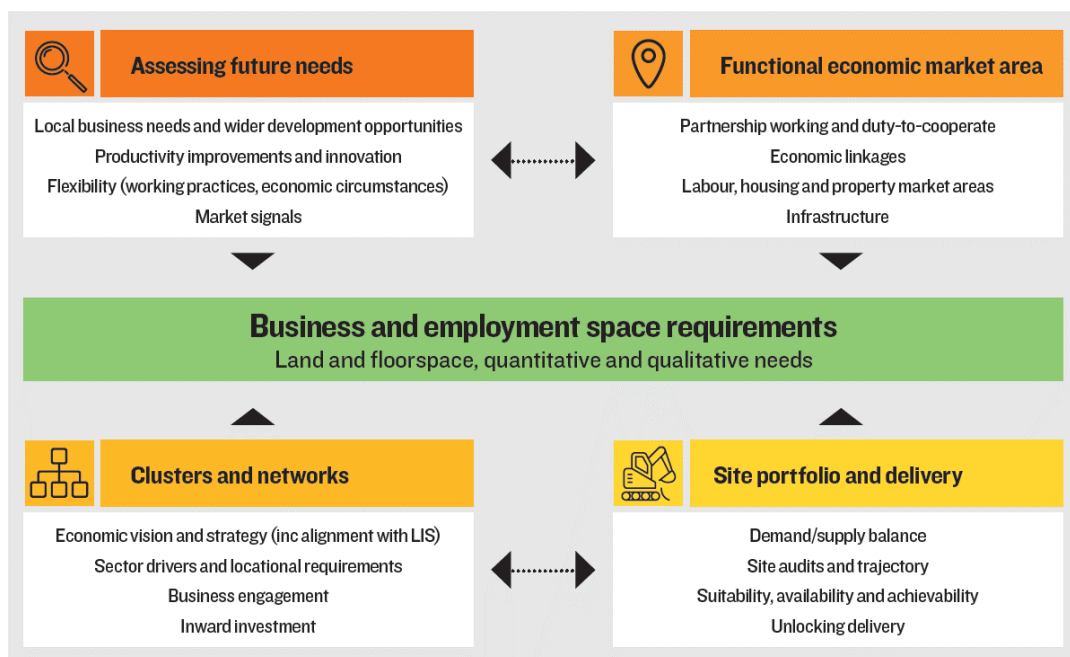 Assessing future needs
Local business needs and wider development opportunities
Productivity improvements and innovation
Flexibility (working practices, economic circumstances)
Market signals
Functional economic market area
Partnership working and duty-to-cooperate
Economic linkages
Labour, housing and property market areas
Infrastructure
Business and employment space requirements
Land and floorspace, quantitative and qualitative needs
Clusters and networks
Economic vision and strategy (inc alignment with LIS)
Sector drivers and locational requirements
Business engagement
Inward investment
Site portfolio and delivery
Demand/supply balance
Site audits and trajectory
Suitability, availability and achievability
Unlocking delivery